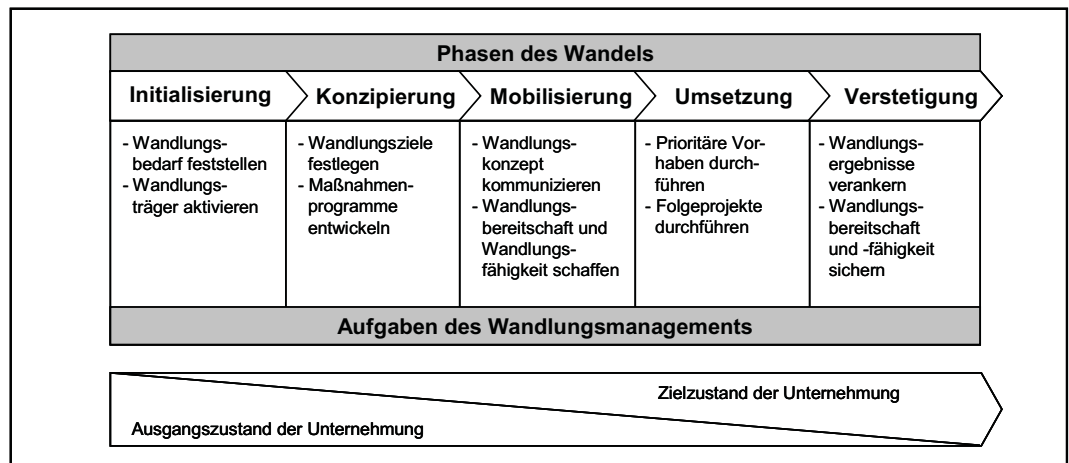 Phasen des Wandels
Initialisierung
Konzipierung
Mobilisierung
Umsetzung
Verstetigung
- Wandlungs-
bedarf feststellen
- Wandlungs-
träger aktivieren
- Wandlungsziele
festlegen
- Maßnahmen-
programme
entwickeln
- Wandlungs-
konzept
kommunizieren
- Wandlungs-
bereitschaft und
Wandlungs-
fähigkeit schaffen
- Prioritäre Vor-
haben durch-
führen
- Folgeprojekte
durchführen
- Wandlungs-
ergebnisse
verankern
- Wandlungs-
bereitschaft
und -fähigkeit
sichern
Aufgaben des Wandlungsmanagements
Zielzustand der Unternehmung
Ausgangszustand der Unternehmung